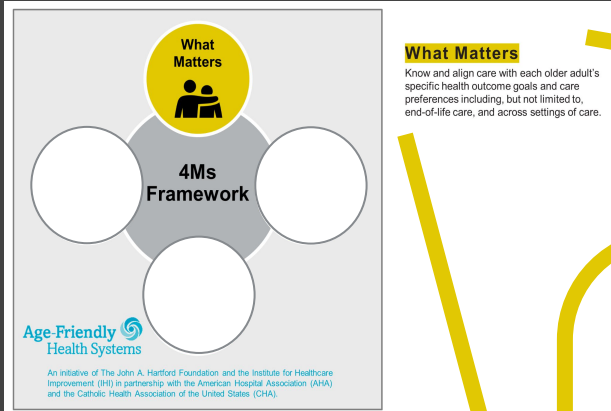 What
Matters
4Ms
Framework
Age-Friendly
Health Systems
An initiative of The John A. Hartford Foundation and the Institute for Healthcare
Improvement (IHI) in partnership with the American Hospital Association (AHA)
and the Catholic Health Association of the United States (CHA).
What Matters
Know and align care with each older adult's
specific health outcome goals and care
preferences including, but not limited to,
end-of-life care, and across settings of care.